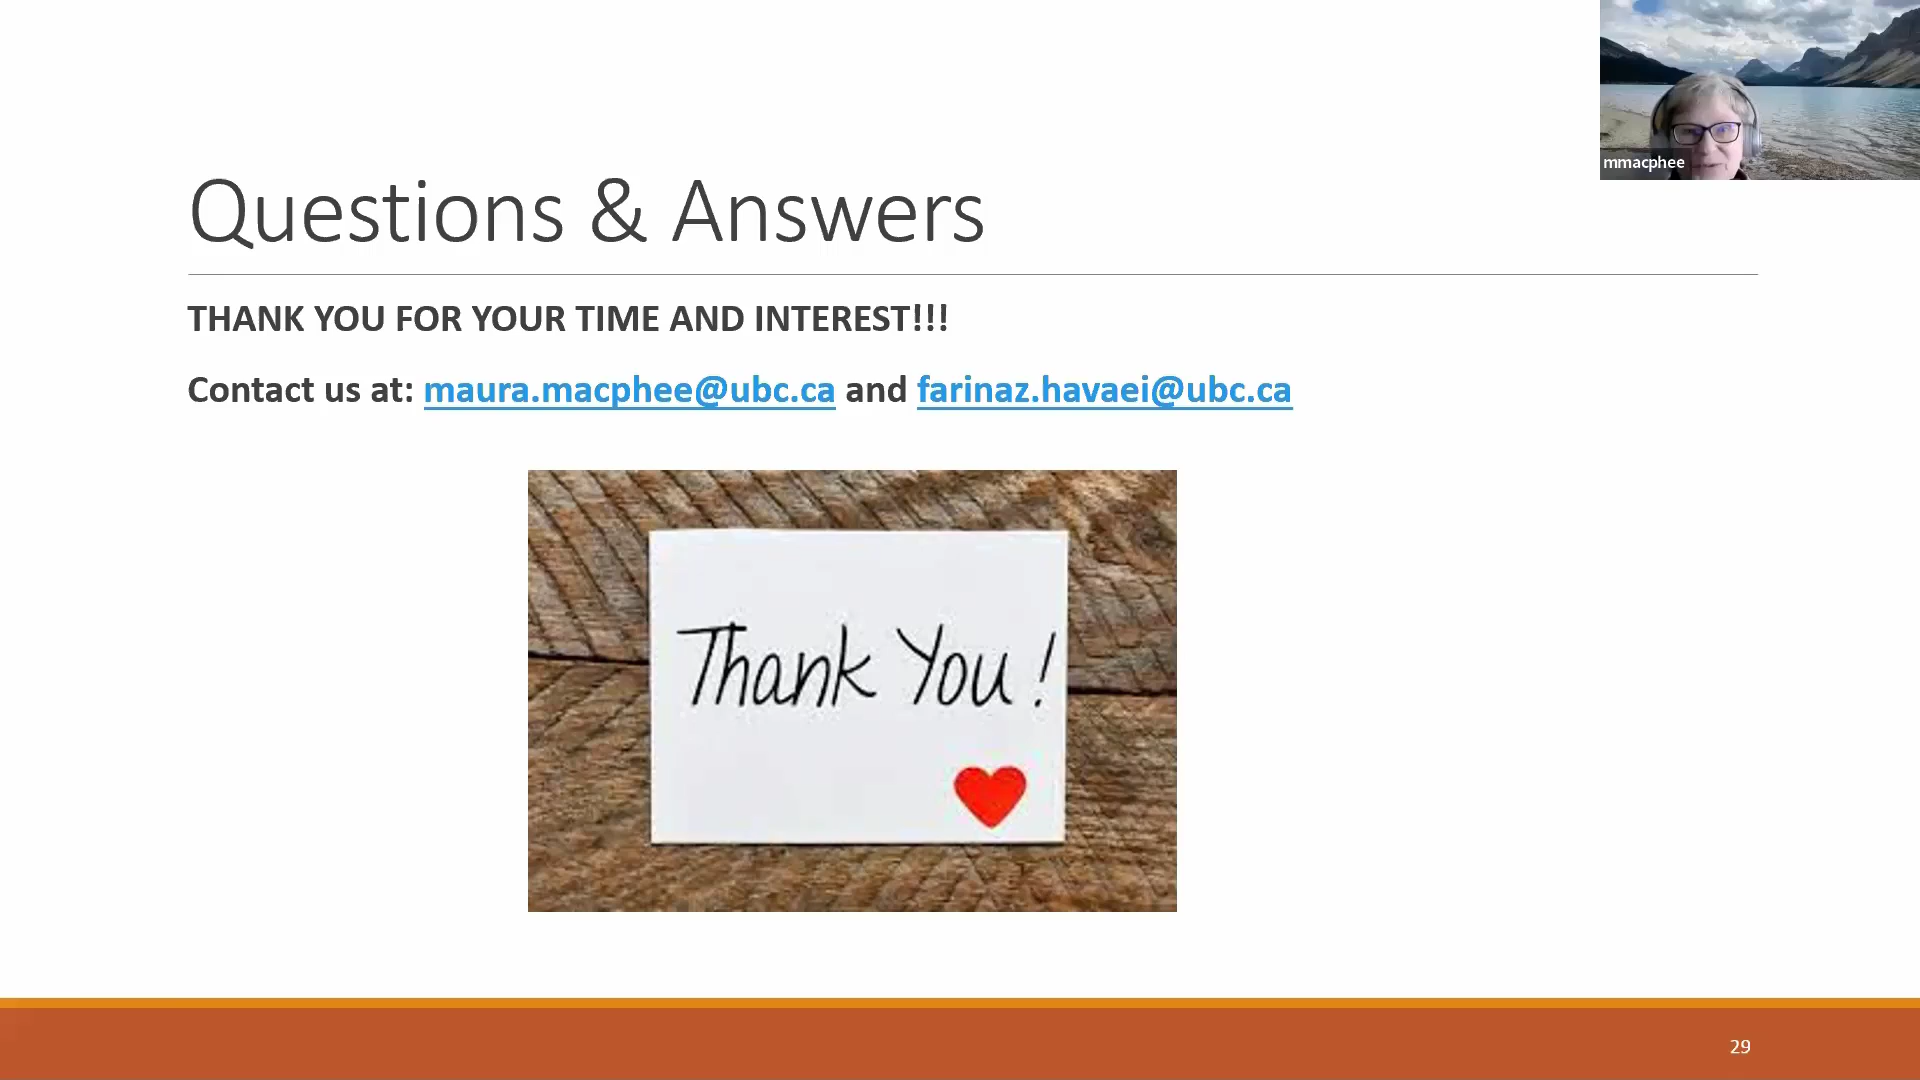 mmacphee
Questions & Answers
THANK YOU FOR YOUR TIME AND INTEREST!!!
Contact us at: maura.macphee@ubc.ca and farinaz.havaei@ubc.ca
Thank You!
29